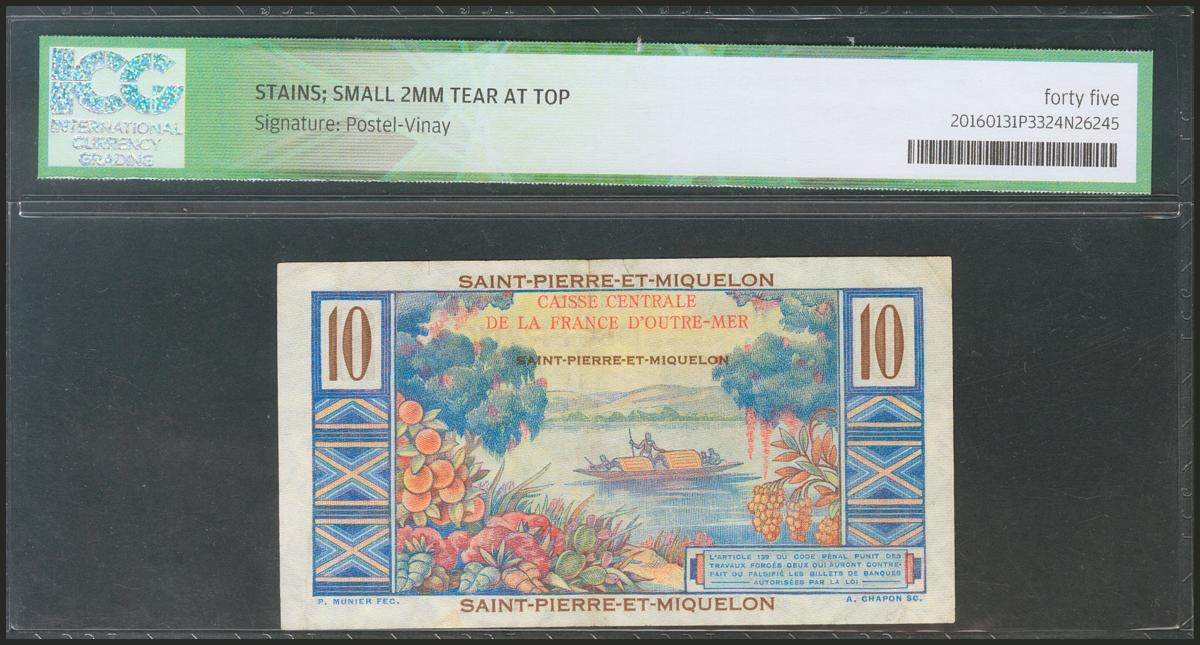 ICG
INTERNATIONAL
CURRENCY
GRADING
STAINS; SMALL 2MM TEAR AT TOP
Signature: Postel-Vinay
forty five
20160131P3324N26245
SAINT-PIERRE-ET-MIQUELON
CAISSE CENTRALE
DE LA FRANCE D'OUTRE-MER
SAINT-PIERRE-ET-MIQUELON
10
10
L'ARTICLE 139 DU CODE PÉNAL PUNIT DES
TRAVAUX FORCÉS CEUX QUI AURONT CONTRE-
FAIT OU FALSIFIÉ LES BILLETS DE BANQUES
AUTORISÉES PAR LA LOI
P. MUNIER FEC.
A. CHAPON SC.
SAINT-PIERRE-ET-MIQUELON